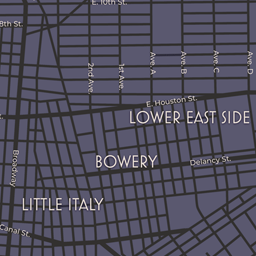 E. 10th St.
8th St.
2nd Ave.
1st Ave.
Ave. A
Ave. B
Ave. C
Ave. D
E. Houston St.
LOWER EAST SIDE
BOWERY
Delancy St.
Broadway
LITTLE ITALY
Canal St.